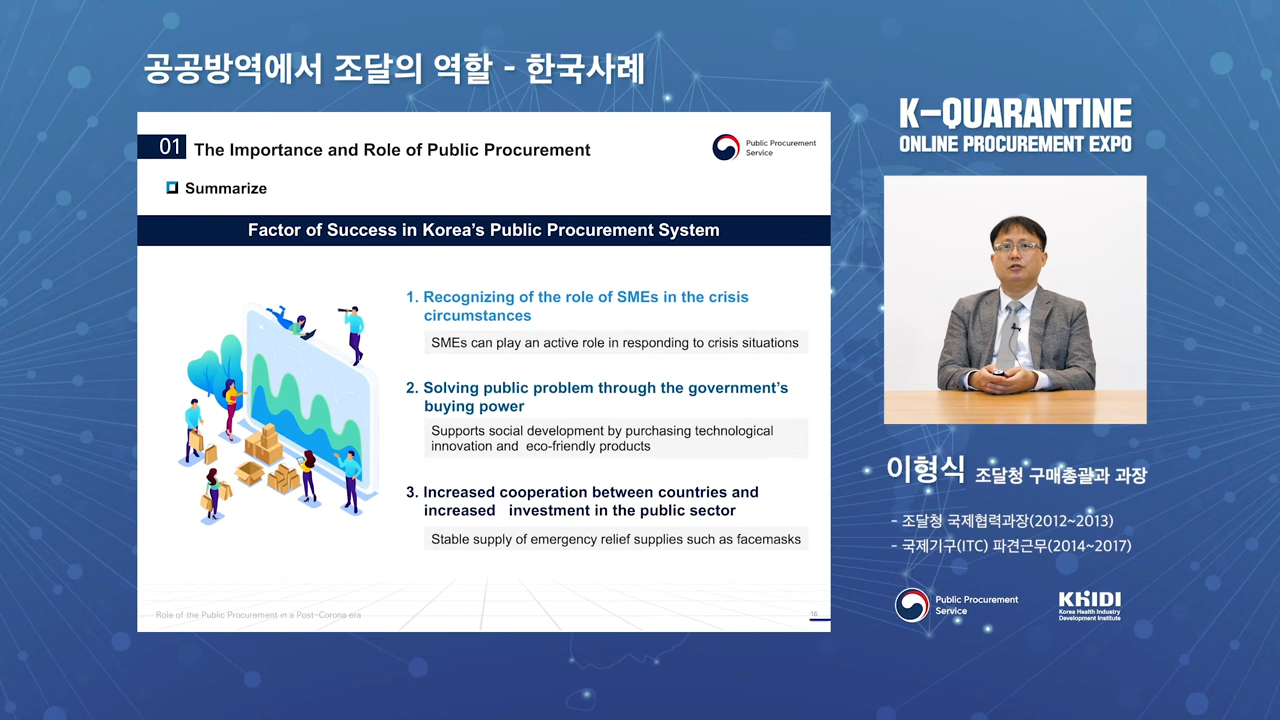 공공방역에서 조달의 역할 - 한국사례
01 The Importance and Role of Public Procurement
Public Procurement
Service
Summarize
Factor of Success in Korea's Public Procurement System
1. Recognizing of the role of SMEs in the crisis
circumstances
SMEs can play an active role in responding to crisis situations
2. Solving public problem through the government's
buying power
Supports social development by purchasing technological
innovation and eco-friendly products
3. Increased cooperation between countries and
increased investment in the public sector
Stable supply of emergency relief supplies such as facemasks
Role of the Public Procurement in a Post-Corona era
16
K-QUARANTINE
ONLINE PROCUREMENT EXPO
이형식 조달청 구매총괄과 과장
- 조달청 국제협력과장(2012~2013)
- 국제기구(ITC) 파견근무(2014~2017)
Public Procurement
Service
KHIDI
Korea Health Industry
Development Institute